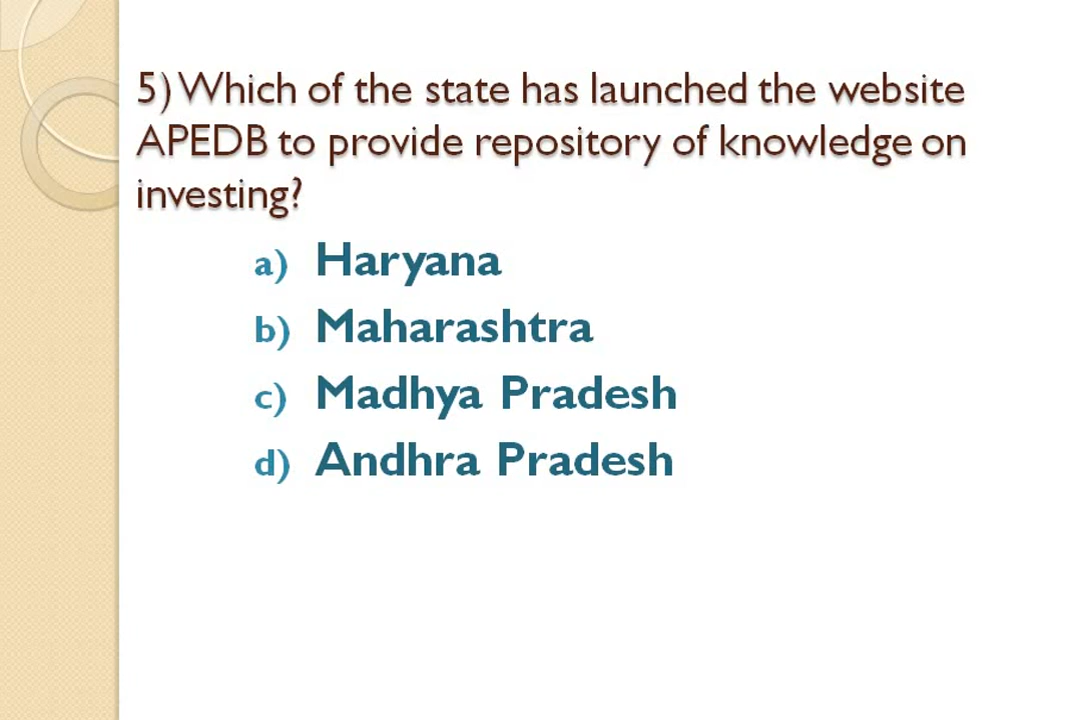 5) Which of the state has launched the website
APEDB to provide repository of knowledge on
investing?
a) Haryana
b) Maharashtra
c) Madhya Pradesh
d) Andhra Pradesh